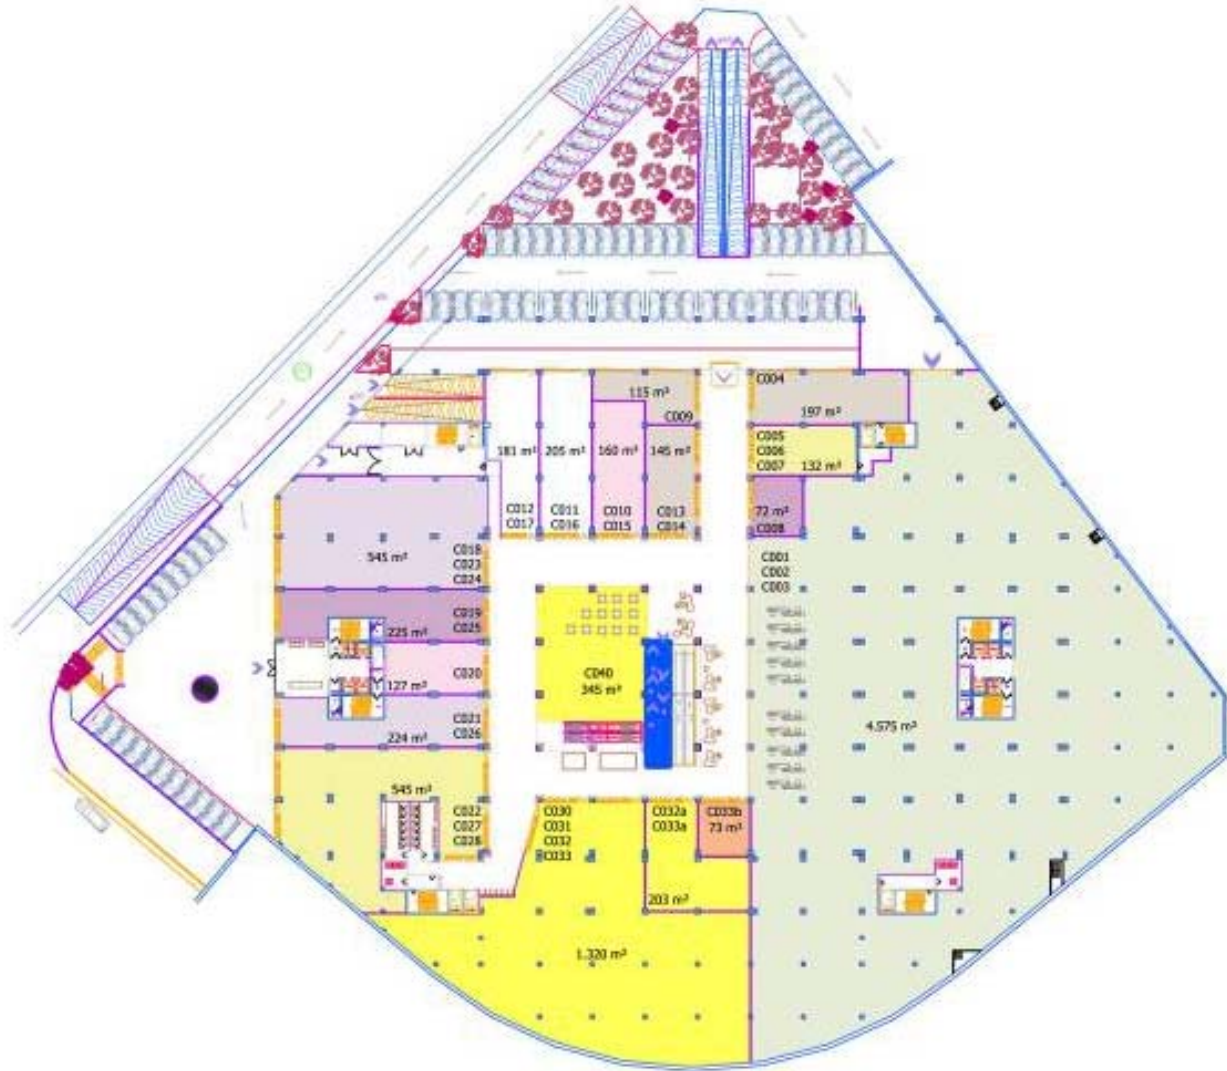 C004
115 m²
197 m²
C009
C005
C006
C007
132 m²
181 m²
205 m²
160 m²
145 m²
C012
C017
C011
C016
C010
C015
C013
C014
72 m²
C008
545 m²
C018
C023
C024
C001
C002
C003
C019
C025
225 m²
C020
127 m²
C040
345 m²
C021
C026
224 m²
4.575 m²
545 m²
C022
C027
C028
C030
C031
C032
C033
C032a
C033a
C033b
73 m²
203 m²
1.320 m²